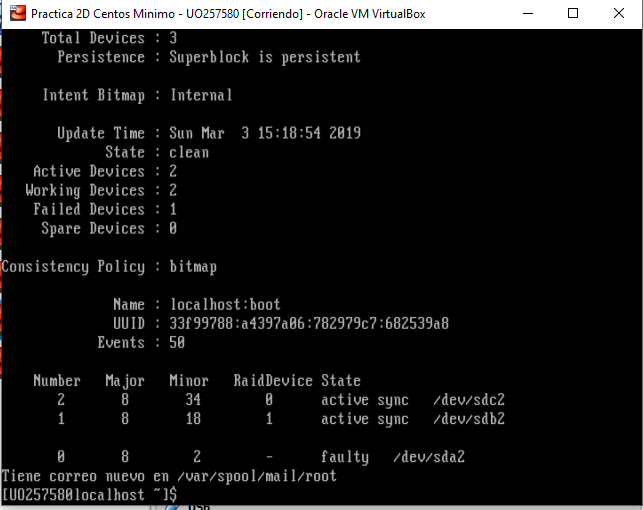 Practica 2D Centos Minimo - UO257580 [Corriendo] - Oracle VM VirtualBox
Total Devices : 3
Persistence : Superblock is persistent
Intent Bitmap : Internal
Update Time : Sun Mar  3 15:18:54 2019
State : clean
Active Devices : 2
Working Devices : 2
Failed Devices : 1
Spare Devices : 0
Consistency Policy : bitmap
Name : localhost:boot
UUID : 33f99788:a4397a06:782979c7:682539a8
Events : 50
Number   Major   Minor   RaidDevice State
2       8       34        0      active sync   /dev/sdc2
1       8       18        1      active sync   /dev/sdb2
0       8        2        -      faulty   /dev/sda2
Tiene correo nuevo en /var/spool/mail/root
[UO257580localhost ~]$
USB